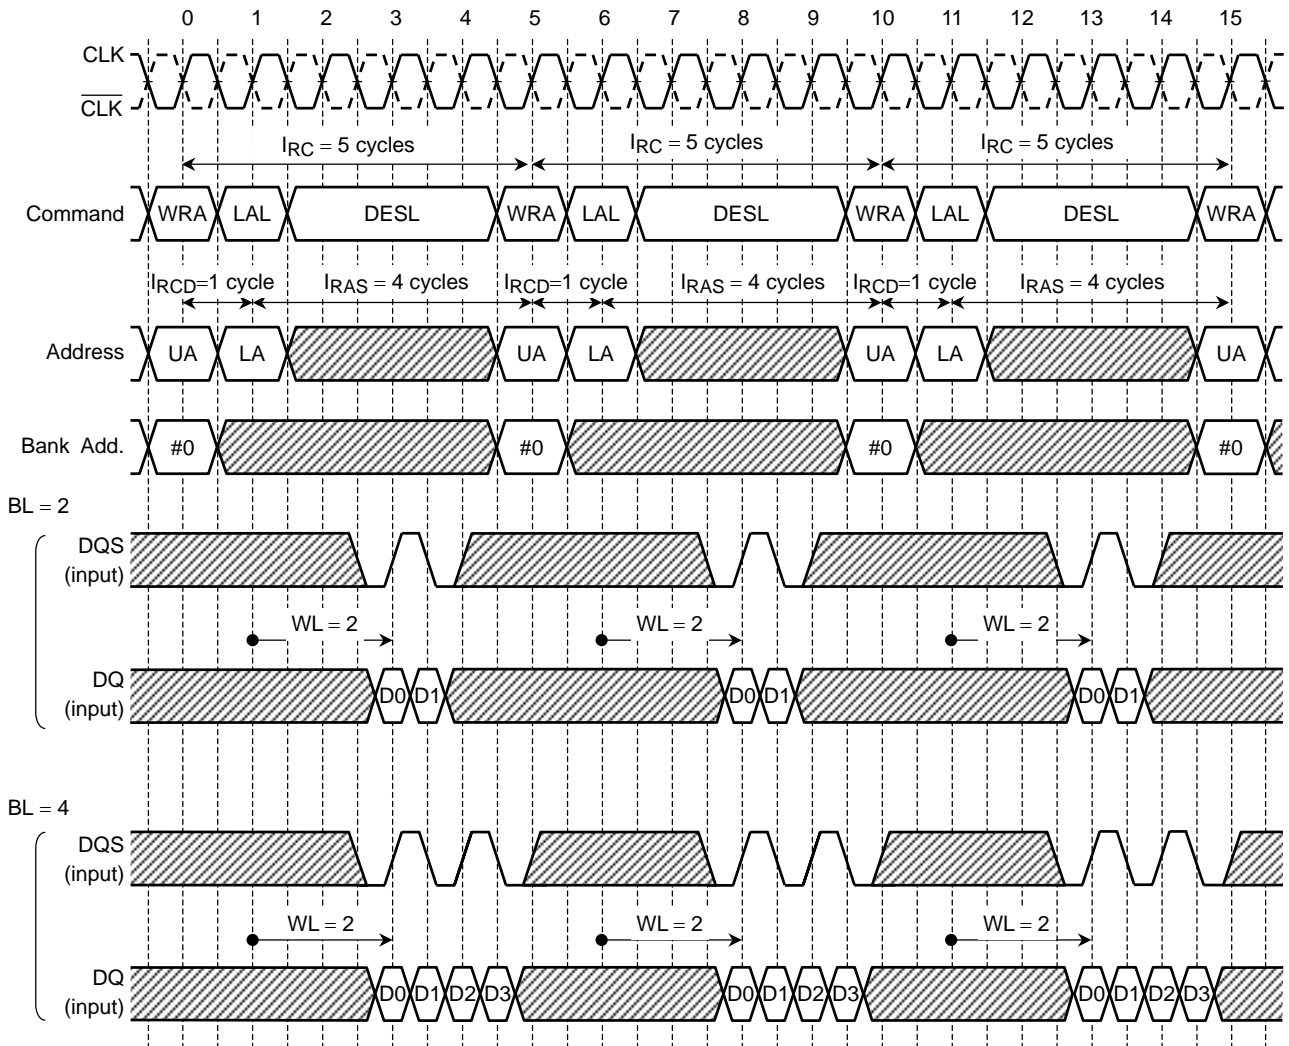 0 1 2 3 4 5 6 7 8 9 10 11 12 13 14 15
CLK
CLK
IRC = 5 cycles IRC = 5 cycles IRC = 5 cycles
Command WRA LAL DESL WRA LAL DESL WRA LAL DESL WRA
IRCD=1 cycle IRAS = 4 cycles IRCD=1 cycle IRAS = 4 cycles IRCD=1 cycle IRAS = 4 cycles
Address UA LA UA LA UA LA UA
Bank Add. #0 #0 #0 #0
BL = 2
DQS
(input)
WL = 2 WL = 2 WL = 2
DQ
(input)
D0 D1 D0 D1 D0 D1
BL = 4
DQS
(input)
WL = 2 WL = 2 WL = 2
DQ
(input)
D0 D1 D2 D3 D0 D1 D2 D3 D0 D1 D2 D3